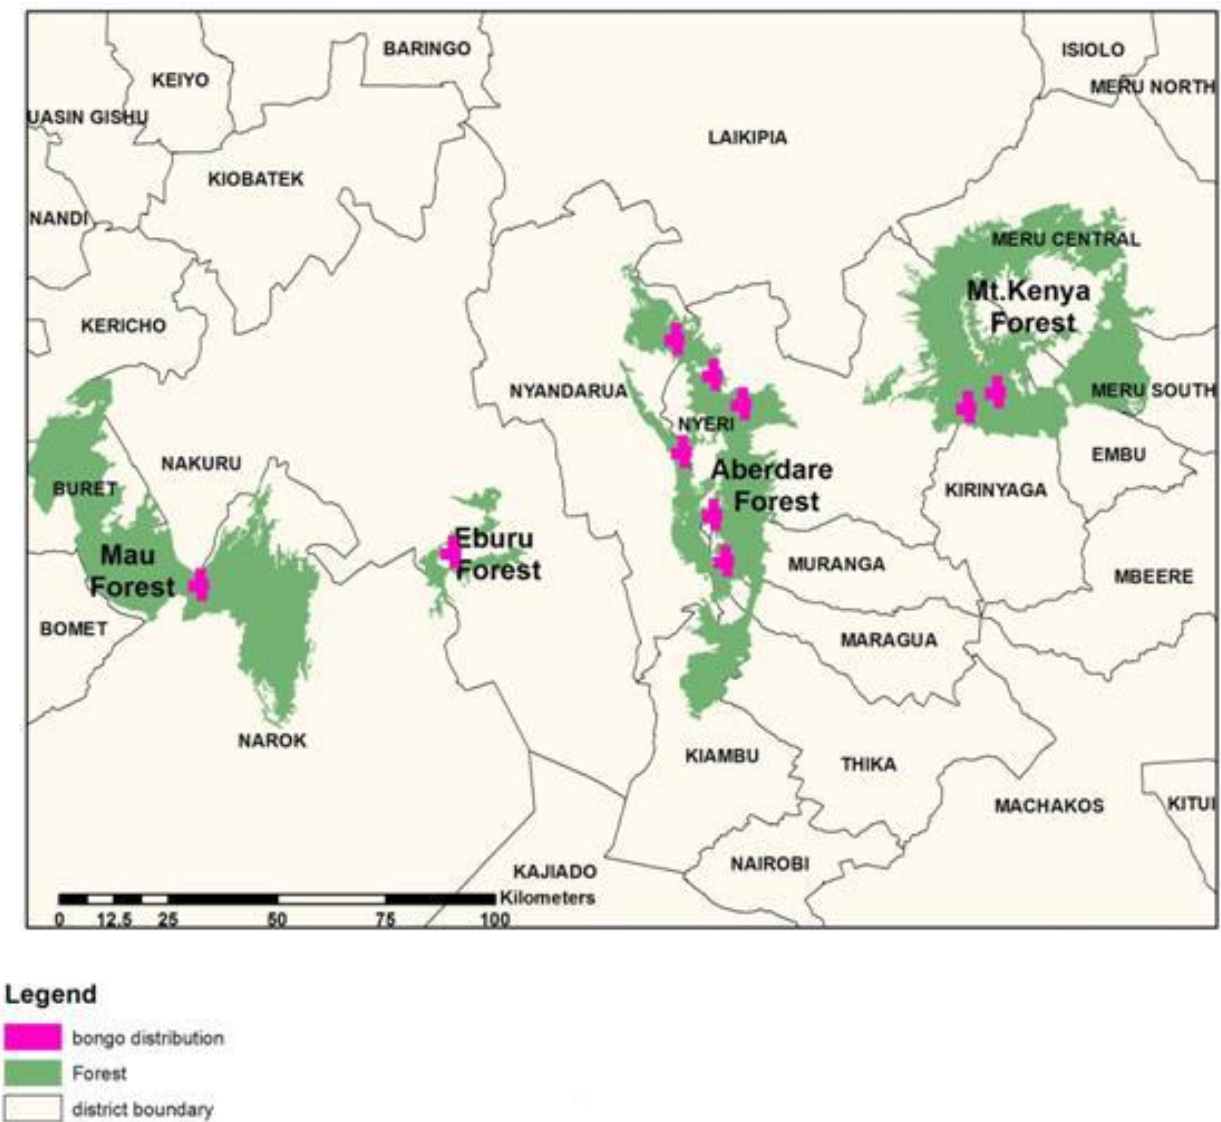 BARINGO
ISIOLO
KEIYO
MERU NORTH
UASIN GISHU
LAIKIPIA
KIOBATEK
NANDI
MERU CENTRAL
Mt.Kenya
Forest
KERICHO
NYANDARUA
MERU SOUTH
NYERI
EMBU
NAKURU
Aberdare
Forest
BURET
KIRINYAGA
Eburu
Forest
Mau
Forest
MURANGA
MBEERE
BOMET
MARAGUA
NAROK
KIAMBU
THIKA
MACHAKOS
KITUI
NAIROBI
KAJIADO
Kilometers
0 12.5 25 50 75 100
Legend
bongo distribution
Forest
district boundary